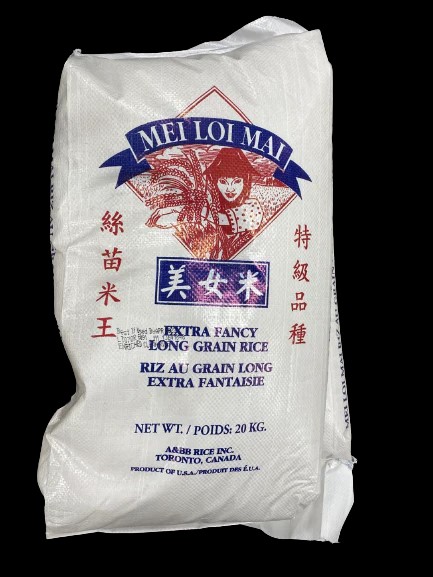 MEI LOI MAI
絲苗米王
特級品種
美女米
EXTRA FANCY
LONG GRAIN RICE
RIZ AU GRAIN LONG
EXTRA FANTAISIE
NET WT. / POIDS: 20 KG.
A&BB RICE INC.
TORONTO, CANADA
PRODUCT OF U.S.A./PRODUIT DES É.U.A.